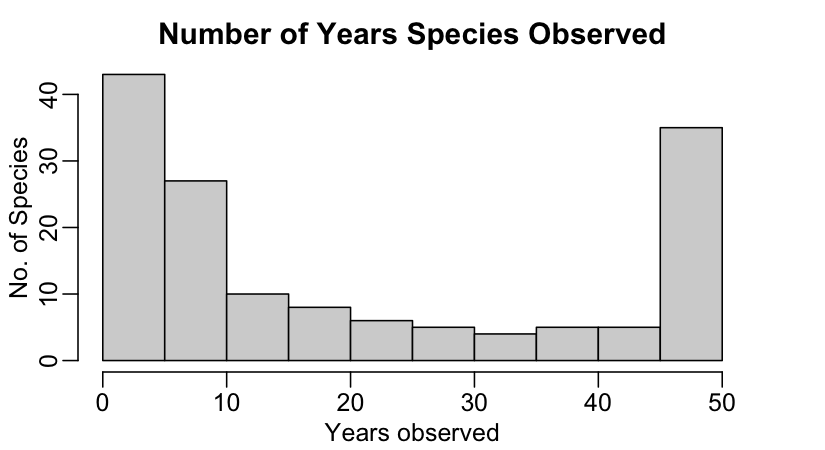 Number of Years Species Observed
No. of Species
40
30
20
10
0
0 10 20 30 40 50
Years observed